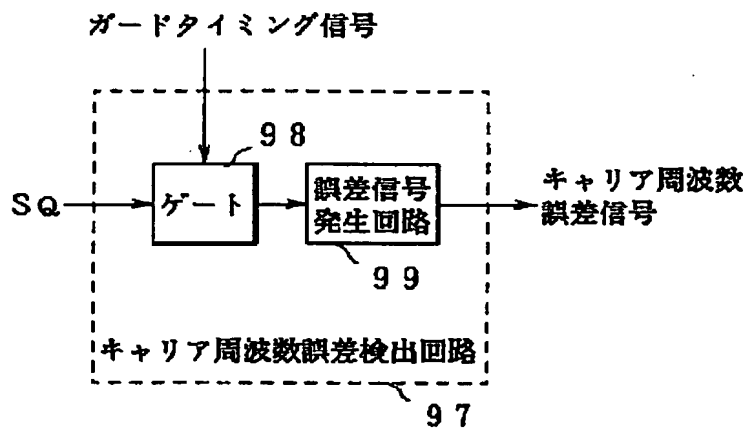 ガードタイミング信号
98
SQ
ゲート
誤差信号
発生回路
キャリア周波数
誤差信号
99
キャリア周波数誤差検出回路
97